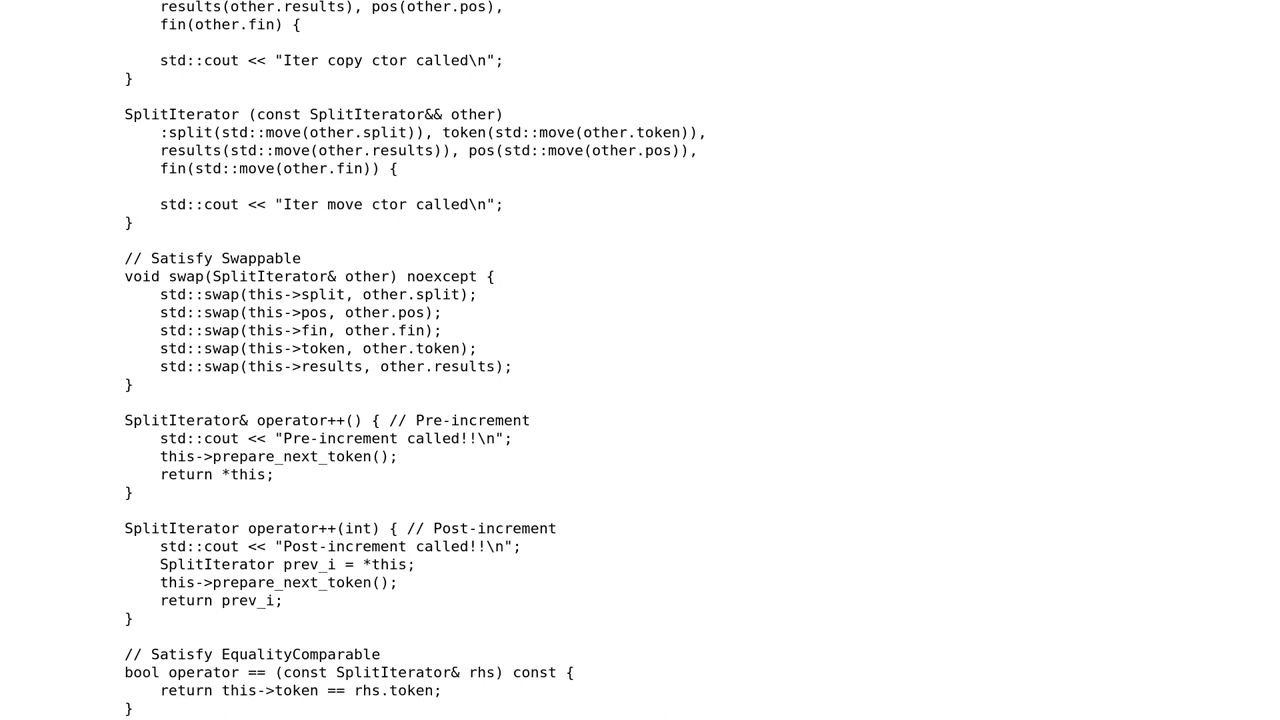 results(other.results), pos(other.pos),
fin(other.fin) {
std::cout << "Iter copy ctor called\n";
}
SplitIterator (const SplitIterator&& other)
:split(std::move(other.split)), token(std::move(other.token)),
results(std::move(other.results)), pos(std::move(other.pos)),
fin(std::move(other.fin)) {
std::cout << "Iter move ctor called\n";
}
// Satisfy Swappable
void swap(SplitIterator& other) noexcept {
std::swap(this->split, other.split);
std::swap(this->pos, other.pos);
std::swap(this->fin, other.fin);
std::swap(this->token, other.token);
std::swap(this->results, other.results);
}
SplitIterator& operator++() { // Pre-increment
std::cout << "Pre-increment called!!\n";
this->prepare_next_token();
return *this;
}
SplitIterator operator++(int) { // Post-increment
std::cout << "Post-increment called!!\n";
SplitIterator prev_i = *this;
this->prepare_next_token();
return prev_i;
}
// Satisfy EqualityComparable
bool operator == (const SplitIterator& rhs) const {
return this->token == rhs.token;
}